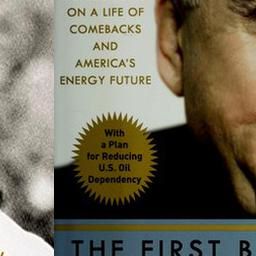 ON A LIFE OF
COMEBACKS
AND
AMERICA'S
ENERGY FUTURE
With
a Plan
for Reducing
U.S. Oil
Dependency
THE FIRST B